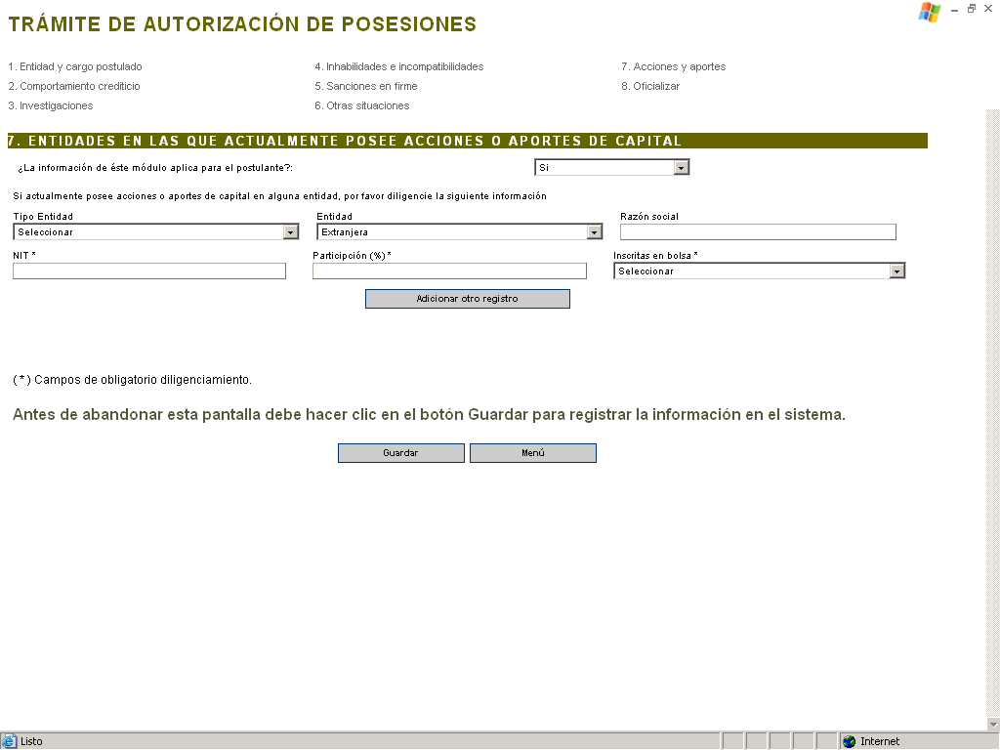 TRÁMITE DE AUTORIZACIÓN DE POSESIONES
1. Entidad y cargo postulado 4. Inhabilidades e incompatibilidades 7. Acciones y aportes
2. Comportamiento crediticio 5. Sanciones en firme 8. Oficializar
3. Investigaciones 6. Otras situaciones
7. ENTIDADES EN LAS QUE ACTUALMENTE POSEE ACCIONES O APORTES DE CAPITAL
¿La información de éste módulo aplica para el postulante?: Si
Si actualmente posee acciones o aportes de capital en alguna entidad, por favor diligencie la siguiente información
Tipo Entidad Entidad Razón social
Seleccionar Extranjera
NIT * Participción (%) * Inscritas en bolsa *
Seleccionar
Adicionar otro registro
( * ) Campos de obligatorio diligenciamiento.
Antes de abandonar esta pantalla debe hacer clic en el botón Guardar para registrar la información en el sistema.
Guardar Menú
Listo Internet